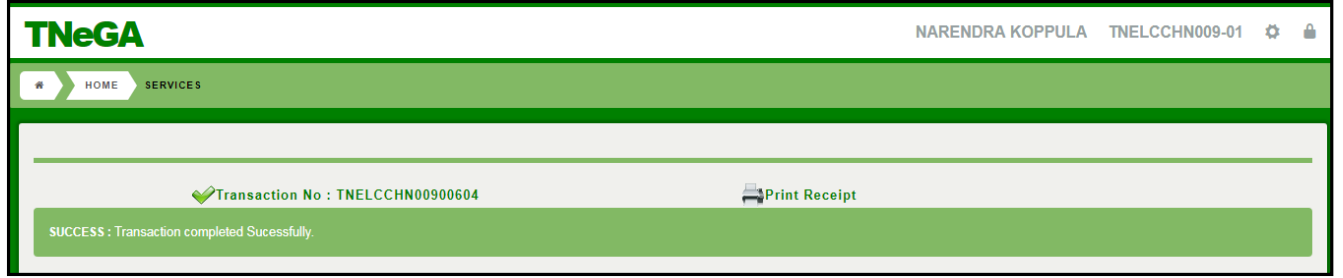 TNeGA NARENDRA KOPPULA TNELCCHN009-01
HOME SERVICES
Transaction No : TNELCCHN00900604 Print Receipt
SUCCESS : Transaction completed Sucessfully.